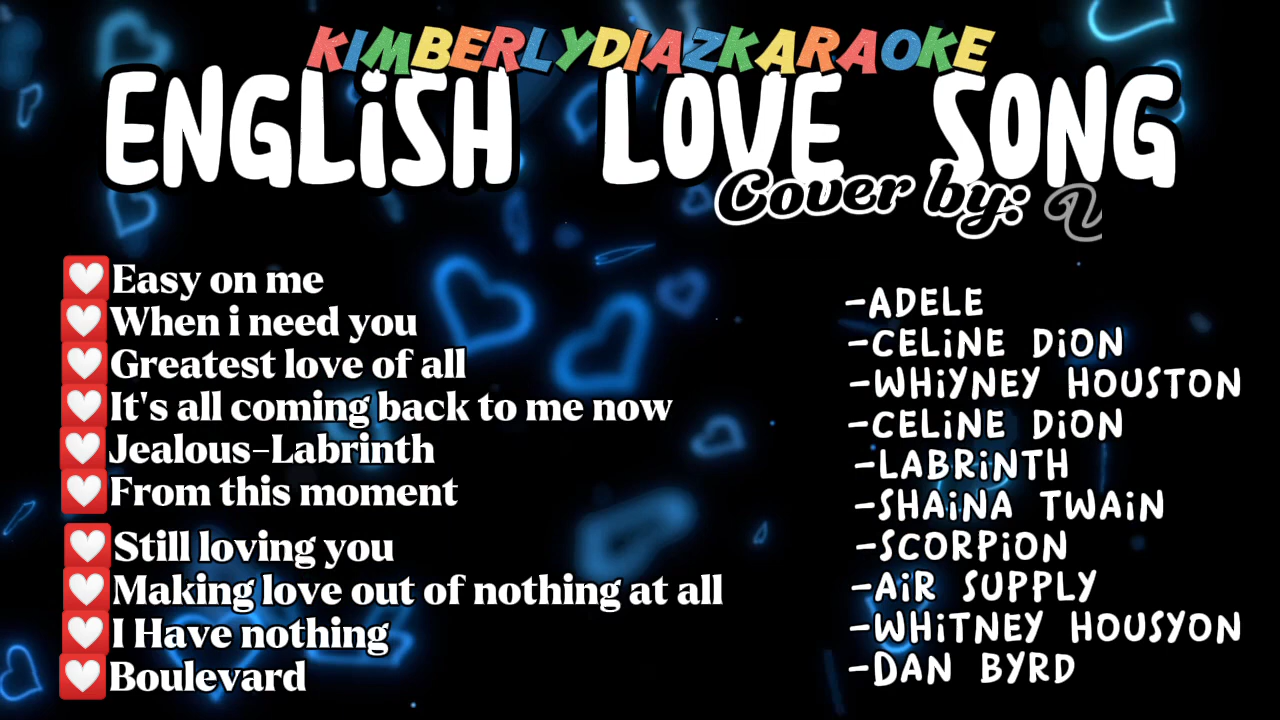 KIMBERLYDIAZKARAOKE
ENGLiSH LOVE SONG
Cover by:
Easy on me
When i need you
Greatest love of all
It's all coming back to me now
Jealous-Labrinth
From this moment
Still loving you
Making love out of nothing at all
I Have nothing
Boulevard
-ADELE
-CELiNE DiON
-WHiYNEY HOUSTON
-CELiNE DiON
-LABRiNTH
-SHAiNA TWAiN
-SCORPiON
-AiR SUPPLY
-WHiTNEY HOUSYON
-DAN BYRD